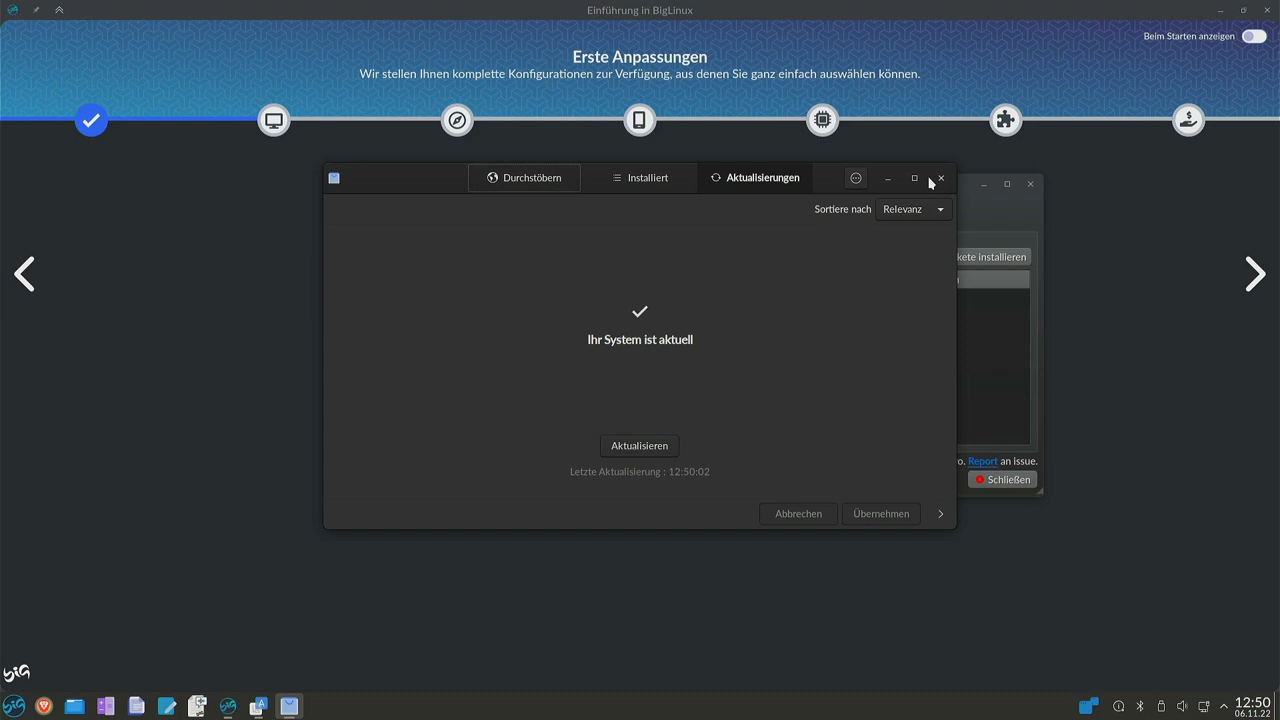 Einführung in BigLinux
Beim Starten anzeigen
Erste Anpassungen
Wir stellen Ihnen komplette Konfigurationen zur Verfügung, aus denen Sie ganz einfach auswählen können.
Durchstöbern
Installiert
Aktualisierungen
Sortiere nach
Relevanz
kete installieren
Ihr System ist aktuell
Aktualisieren
Letzte Aktualisierung : 12:50:02
o. Report an issue.
Schließen
Abbrechen
Übernehmen
biG
12:50
06.11.22